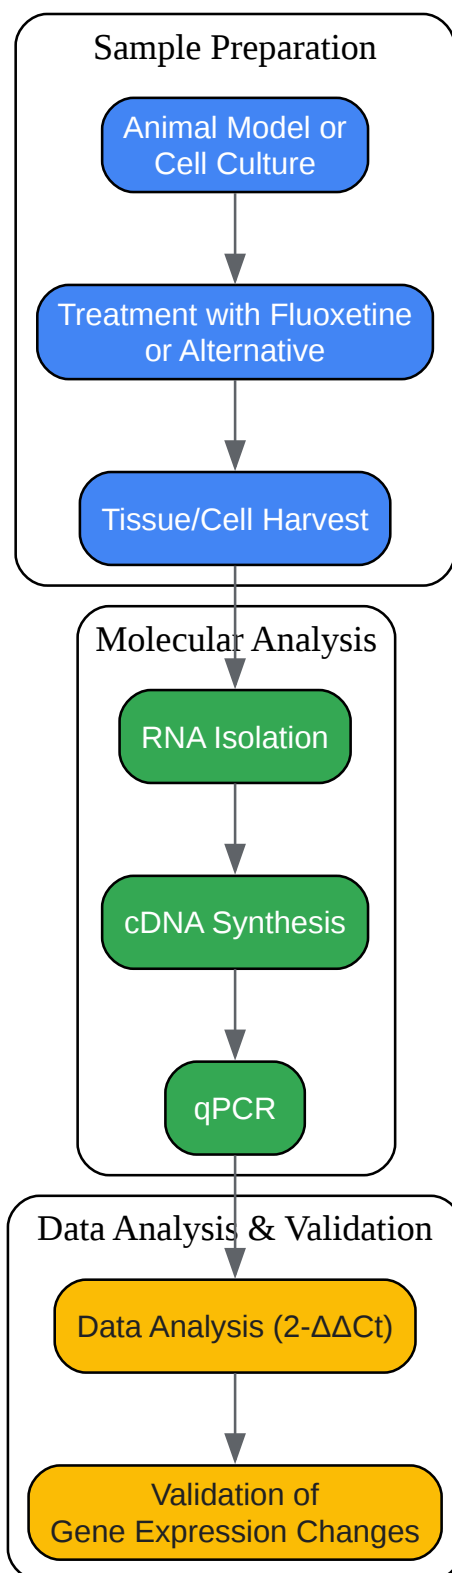 Sample Preparation
Animal Model or
Cell Culture
Treatment with Fluoxetine
or Alternative
Tissue/Cell Harvest
Molecular Analysis
RNA Isolation
cDNA Synthesis
qPCR
Data Analysis & Validation
Data Analysis (2-ΔΔCt)
Validation of
Gene Expression Changes